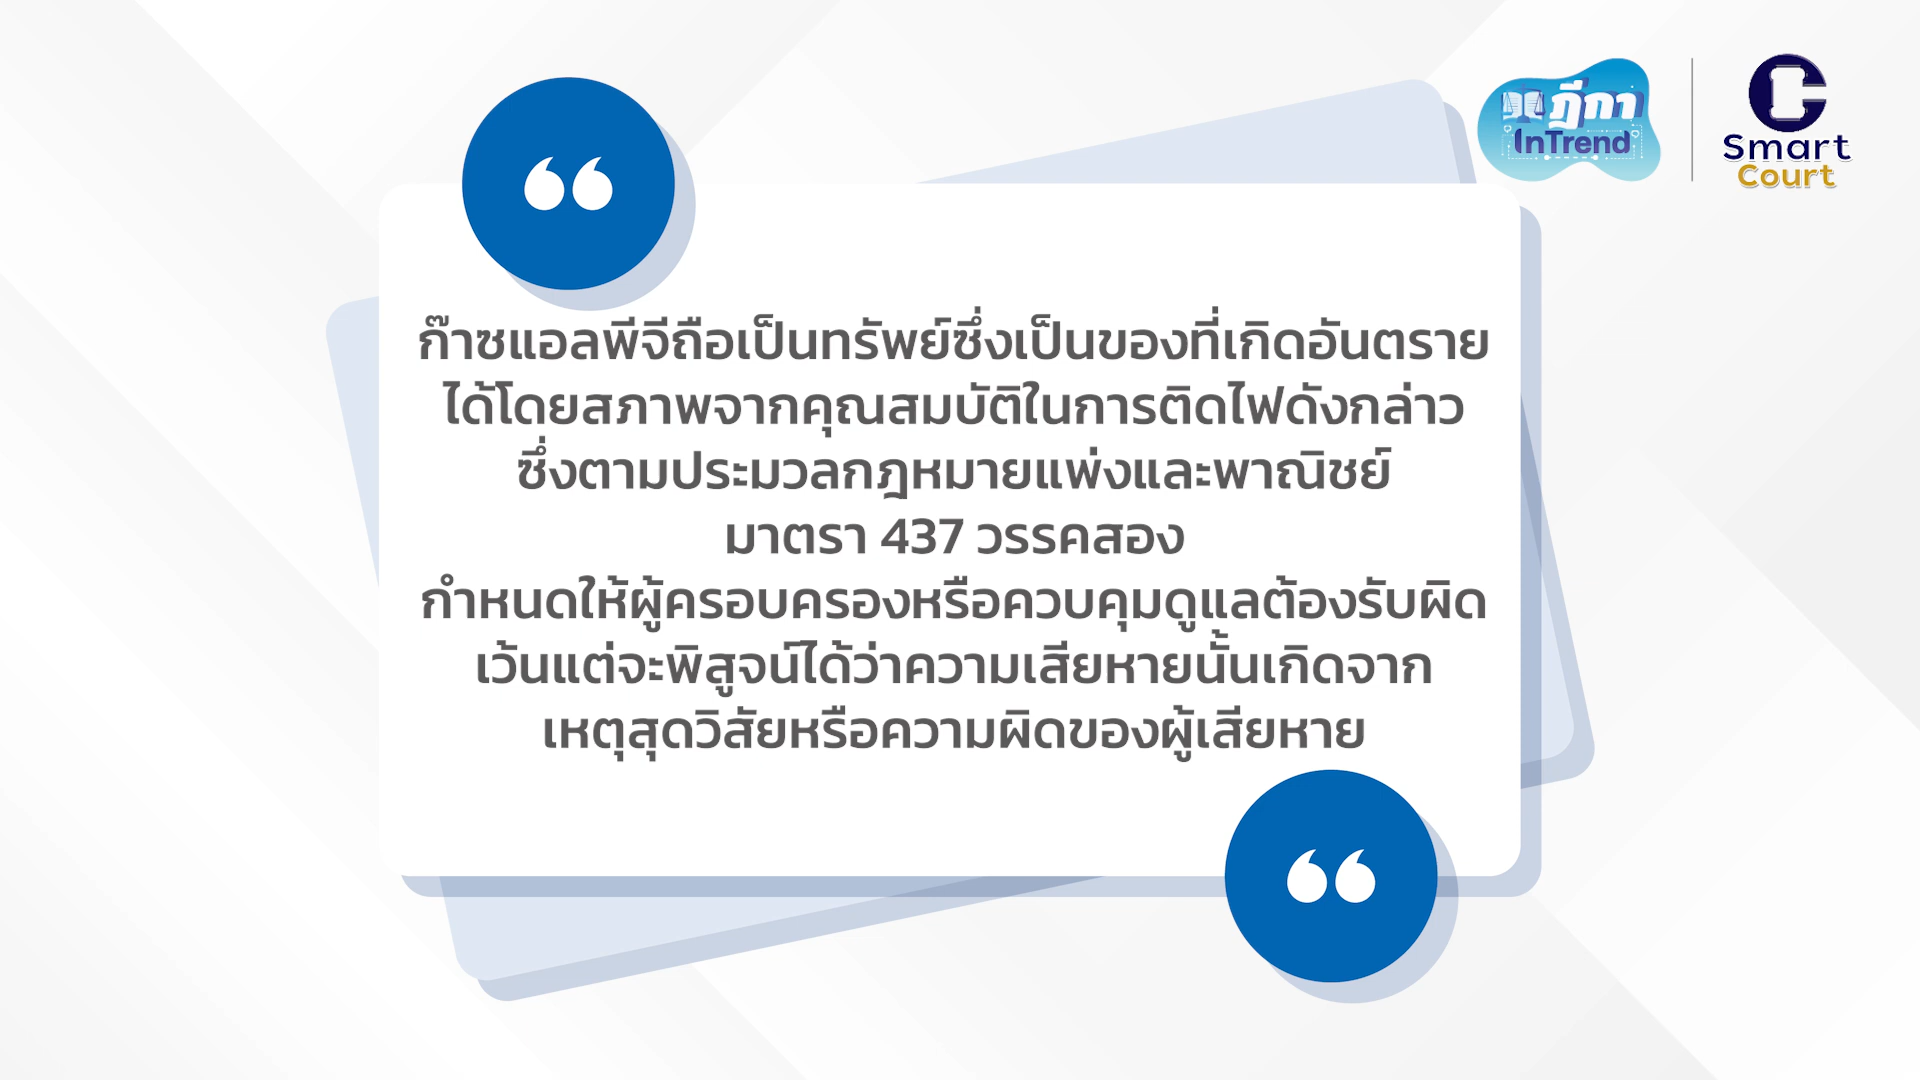 ฎีกา
InTrend
Smart
Court
ก๊าซแอลพีจีถือเป็นทรัพย์ซึ่งเป็นของที่เกิดอันตราย
ได้โดยสภาพจากคุณสมบัติในการติดไฟดังกล่าว
ซึ่งตามประมวลกฎหมายแพ่งและพาณิชย์
มาตรา 437 วรรคสอง
กำหนดให้ผู้ครอบครองหรือควบคุมดูแลต้องรับผิด
เว้นแต่จะพิสูจน์ได้ว่าความเสียหายนั้นเกิดจาก
เหตุสุดวิสัยหรือความผิดของผู้เสียหาย